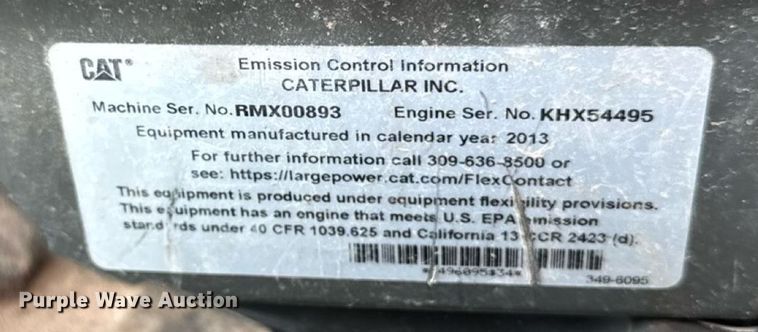 CAT®
Emission Control Information
CATERPILLAR INC.
Machine Ser. No. RMX00893 Engine Ser. No. KHX54495
Equipment manufactured in calendar year 2013
For further information call 309-636-8500 or
see: https://largepower.cat.com/FlexContact
This equipment is produced under equipment flexibility provisions.
This equipment has an engine that meets U.S. EPA emission
standards under 40 CFR 1039.625 and California 13 CCR 2423 (d).
349-6095
Purple Wave Auction